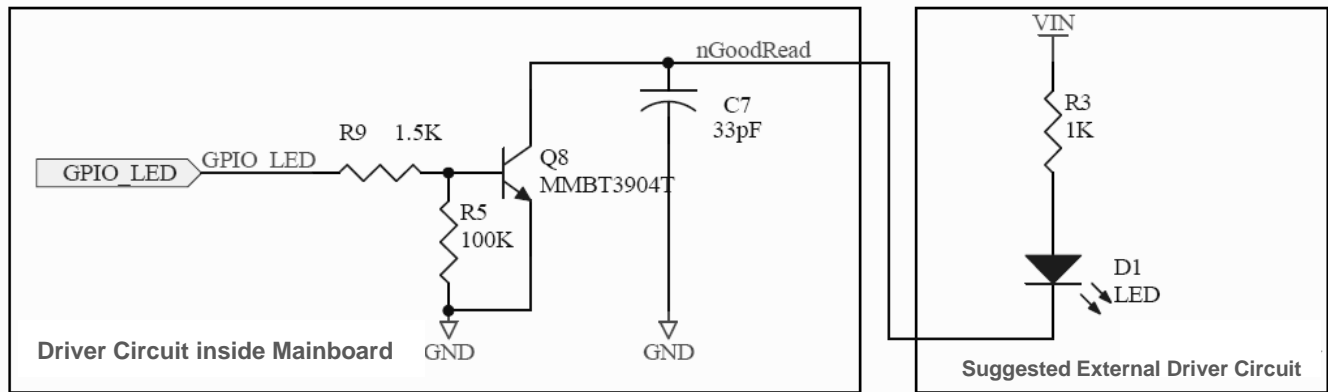 VIN
nGoodRead
R3
1K
C7
33pF
R9 1.5K
GPIO_LED
GPIO_LED
Q8
MMBT3904T
R5
100K
D1
LED
GND
GND
Driver Circuit inside Mainboard
Suggested External Driver Circuit